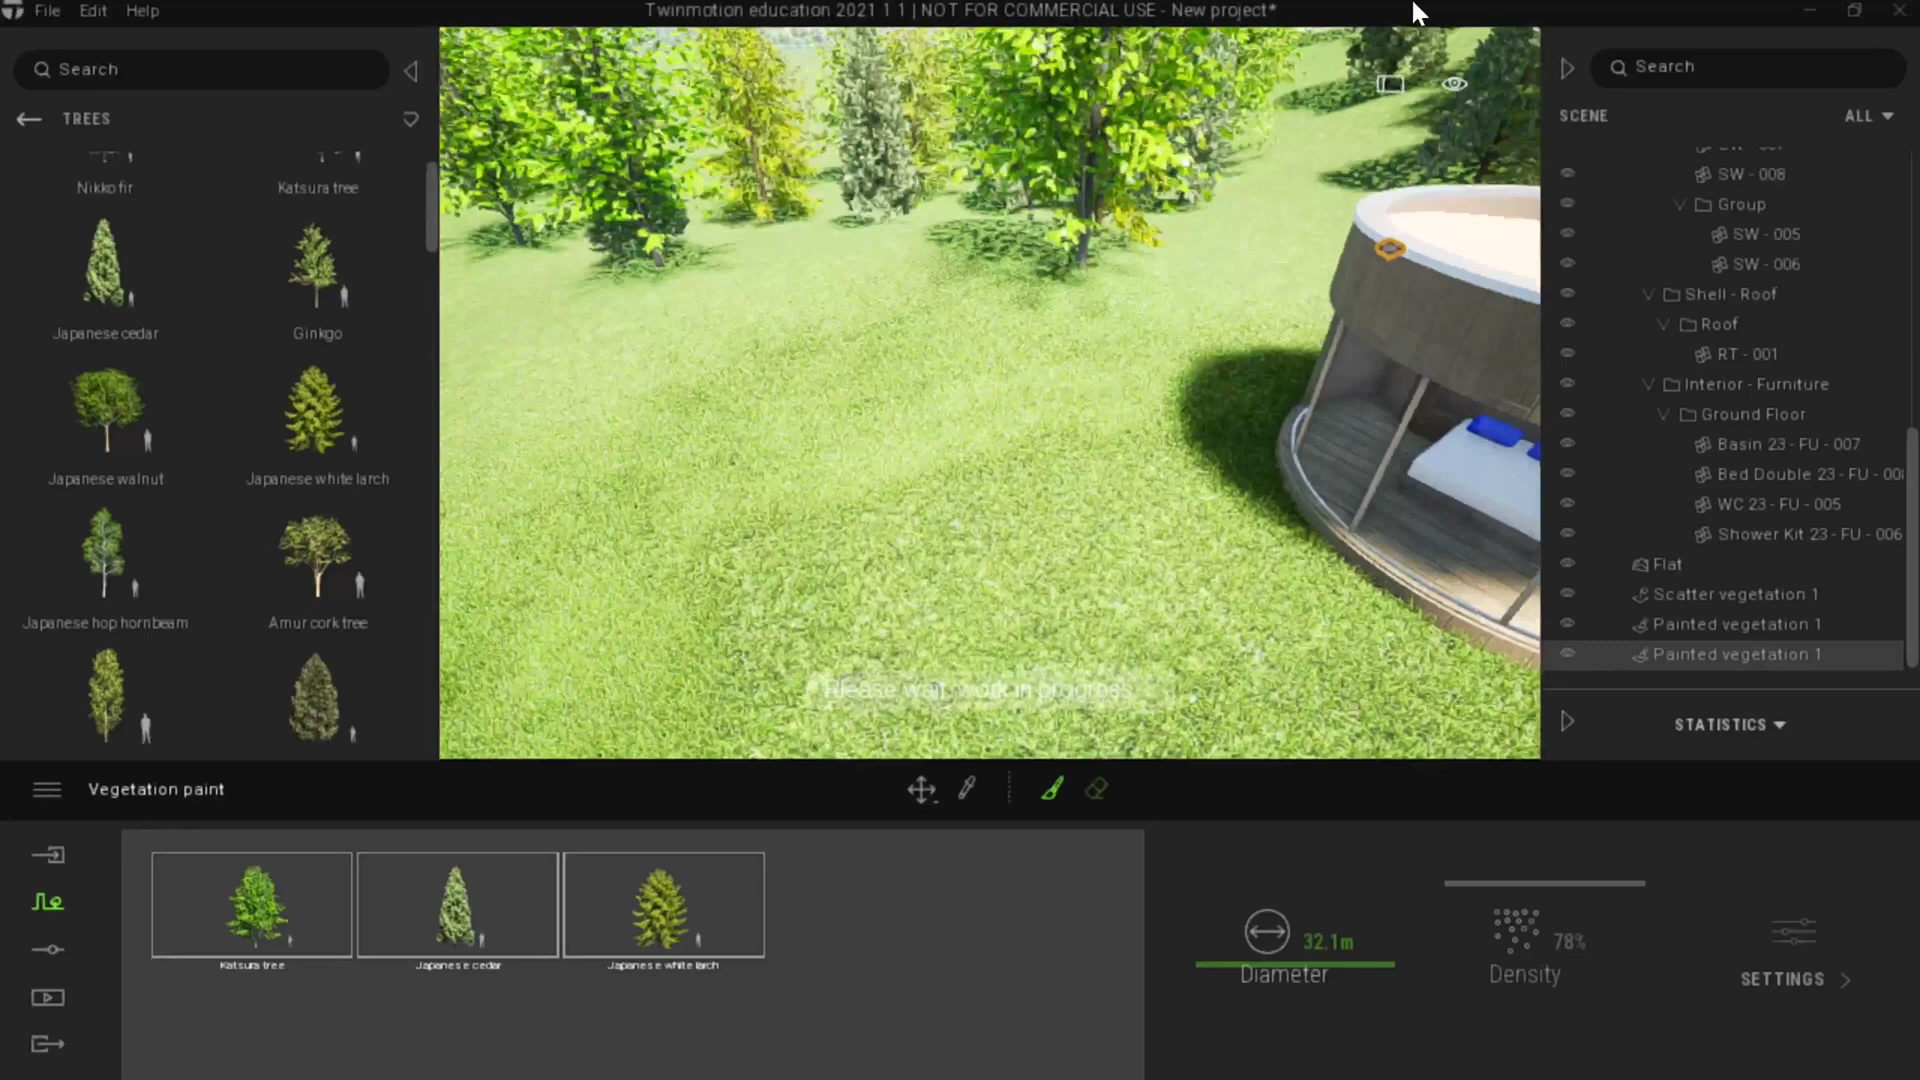 File Edit Help
Twinmotion education 2021 1 1 | NOT FOR COMMERCIAL USE - New project*
Search
TREES
Nikko fir
Katsura tree
Japanese cedar
Ginkgo
Japanese walnut
Japanese white larch
Japanese hop hornbeam
Amur cork tree
Please wait, work in progress
Search
SCENE
ALL
SW - 008
Group
SW - 005
SW - 006
Shell - Roof
Roof
RT - 001
Interior - Furniture
Ground Floor
Basin 23 - FU - 007
Bed Double 23 - FU - 00
WC 23 - FU - 005
Shower Kit 23 - FU - 006
Flat
Scatter vegetation 1
Painted vegetation 1
Painted vegetation 1
STATISTICS
Vegetation paint
Katsura tree
Japanese cedar
Japanese white larch
32.1m
Diameter
78%
Density
SETTINGS